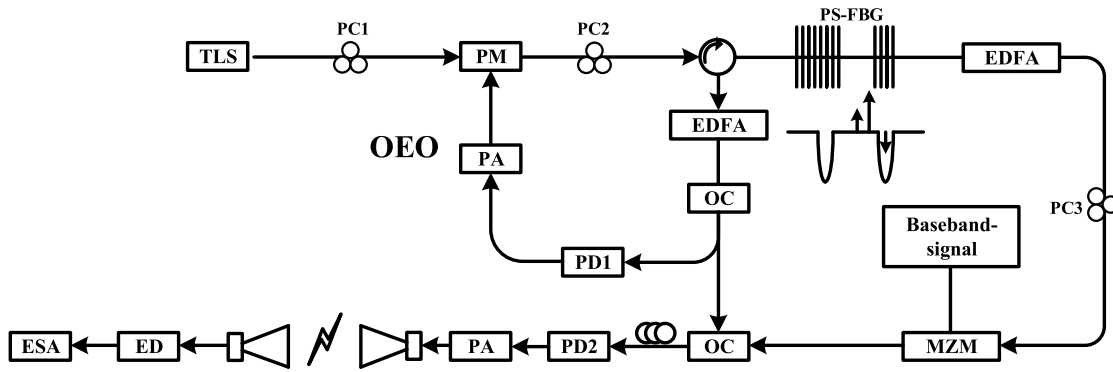 PS-FBG
PC1
PC2
TLS
PM
EDFA
EDFA
OEO
PA
OC
PC3
Baseband-
signal
PD1
ESA
ED
PA
PD2
OC
MZM